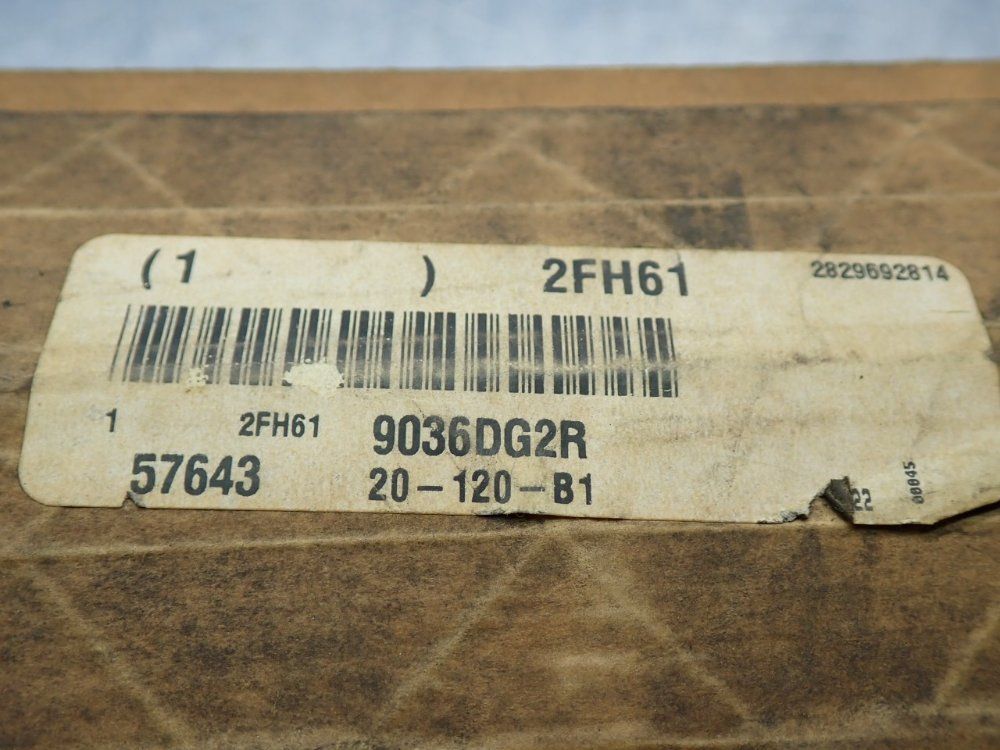 (1 ) 2FH61 2829692814
1 2FH61 9036DG2R
57643 20-120-B1
22 00045